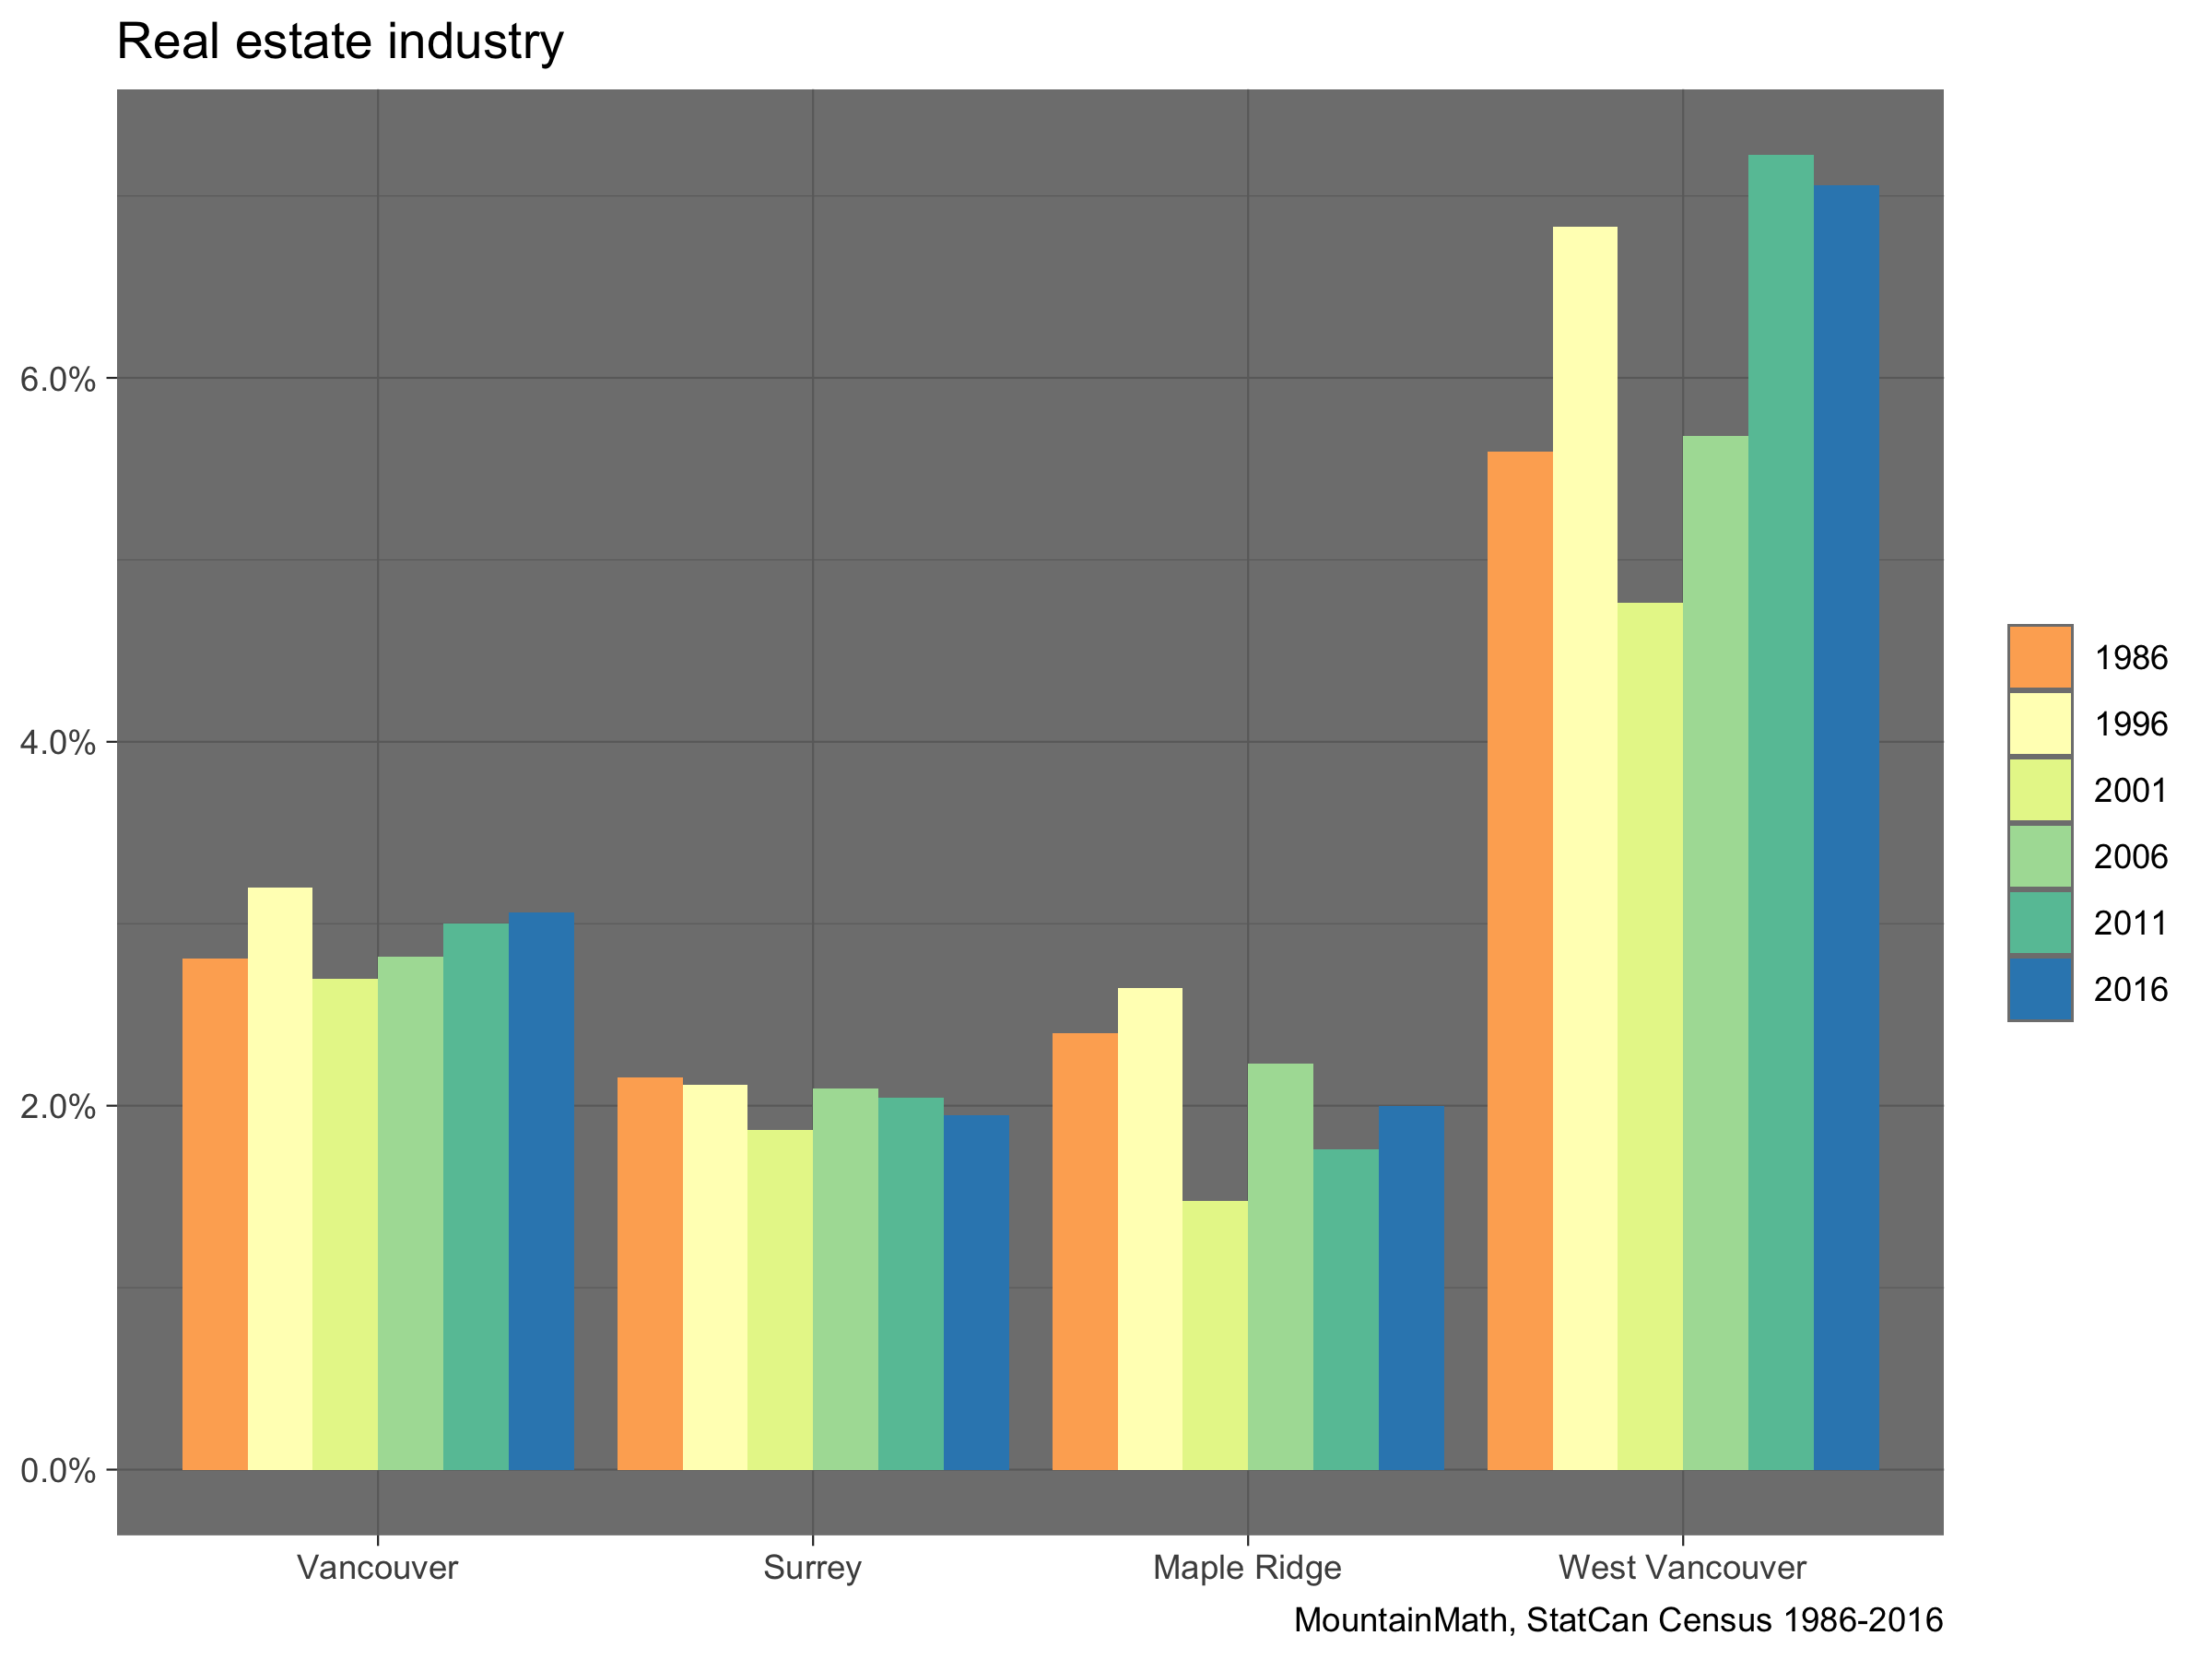 Real estate industry
6.0%
4.0%
2.0%
0.0%
Vancouver
Surrey
Maple Ridge
West Vancouver
1986
1996
2001
2006
2011
2016
MountainMath, StatCan Census 1986-2016